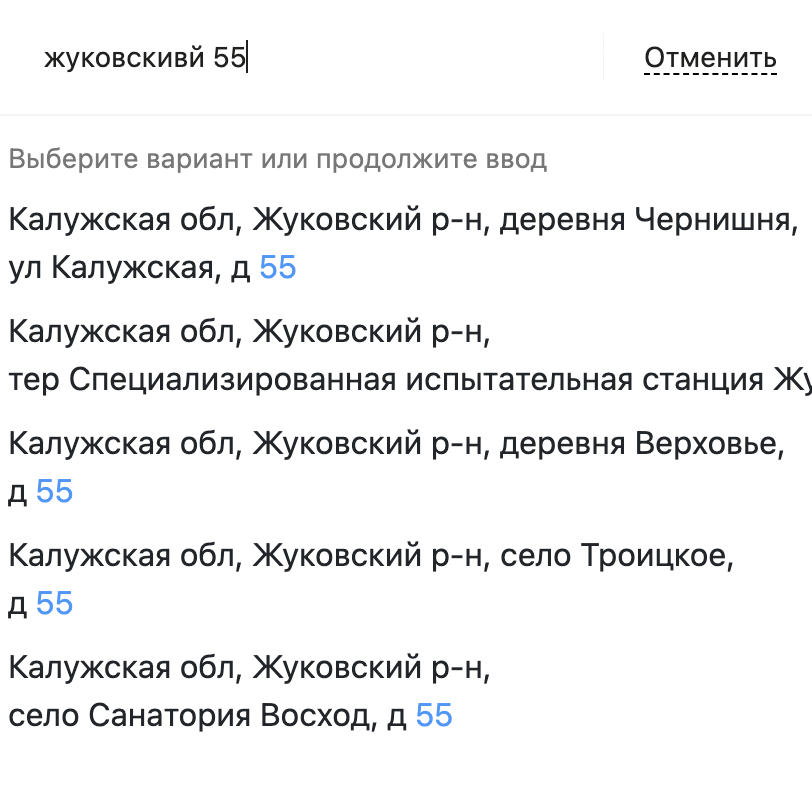 жуковскивй 55
Отменить
Выберите вариант или продолжите ввод
Калужская обл, Жуковский р-н, деревня Чернишня,
ул Калужская, д 55
Калужская обл, Жуковский р-н,
тер Специализированная испытательная станция Жу
Калужская обл, Жуковский р-н, деревня Верховье,
д 55
Калужская обл, Жуковский р-н, село Троицкое,
д 55
Калужская обл, Жуковский р-н,
село Санатория Восход, д 55